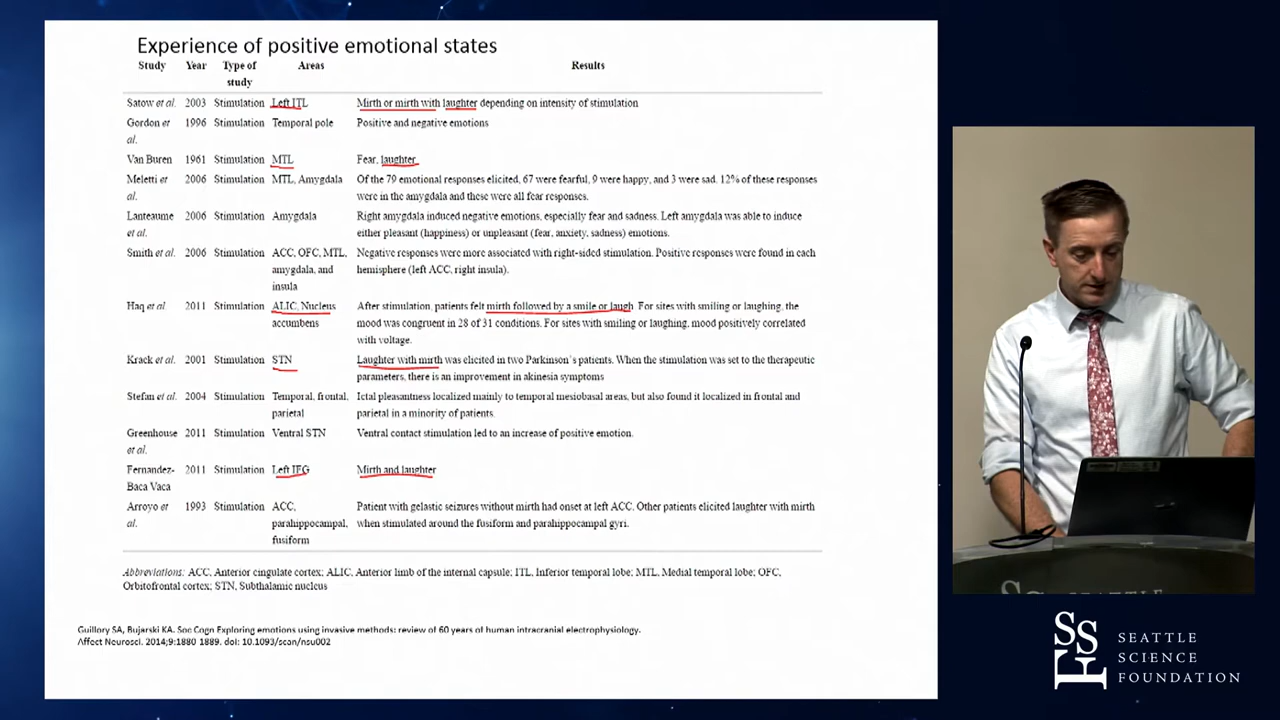 Experience of positive emotional states
Study Year Type of Areas Results
study
Satow et al. 2003 Stimulation Left ITL Mirth or mirth with laughter depending on intensity of stimulation
Gordon et 1996 Stimulation Temporal pole Positive and negative emotions
al.
Van Buren 1961 Stimulation MTL Fear, laughter
Meletti et 2006 Stimulation MTL, Amygdala Of the 79 emotional responses elicited, 67 were fearful, 9 were happy, and 3 were sad. 12% of these responses
al. were in the amygdala and these were all fear responses.
Lanteaume 2006 Stimulation Amygdala Right amygdala induced negative emotions, especially fear and sadness. Left amygdala was able to induce
et al. either pleasant (happiness) or unpleasant (fear, anxiety, sadness) emotions.
Smith et al. 2006 Stimulation ACC, OFC, MTL, Negative responses were more associated with right-sided stimulation. Positive responses were found in each
amygdala, and hemisphere (left ACC, right insula).
insula
Haq et al. 2011 Stimulation ALIC, Nucleus After stimulation, patients felt mirth followed by a smile or laugh. For sites with smiling or laughing, the
accumbens mood was congruent in 28 of 31 conditions. For sites with smiling or laughing, mood positively correlated
with voltage.
Krack et al. 2001 Stimulation STN Laughter with mirth was elicited in two Parkinson's patients. When the stimulation was set to the therapeutic
parameters, there is an improvement in akinesia symptoms
Stefan et al. 2004 Stimulation Temporal, frontal, Ictal pleasantness localized mainly to temporal mesiobasal areas, but also found it localized in frontal and
parietal parietal in a minority of patients.
Greenhouse 2011 Stimulation Ventral STN Ventral contact stimulation led to an increase of positive emotion.
et al.
Fernandez- 2011 Stimulation Left IFG Mirth and laughter
Baca Vaca
Arroyo et 1993 Stimulation ACC, Patient with gelastic seizures without mirth had onset at left ACC. Other patients elicited laughter with mirth
al. parahippocampal, when stimulated around the fusiform and parahippocampal gyri.
fusiform
Abbreviations: ACC, Anterior cingulate cortex; ALIC, Anterior limb of the internal capsule; ITL, Inferior temporal lobe; MTL, Medial temporal lobe; OFC,
Orbitofrontal cortex; STN, Subthalamic nucleus
Guillory SA, Bujarski KA. Soc Cogn Exploring emotions using invasive methods: review of 60 years of human intracranial electrophysiology.
Affect Neurosci. 2014;9:1880-1889. doi: 10.1093/scan/nsu002
SSF
SEATTLE
SCIENCE
FOUNDATION